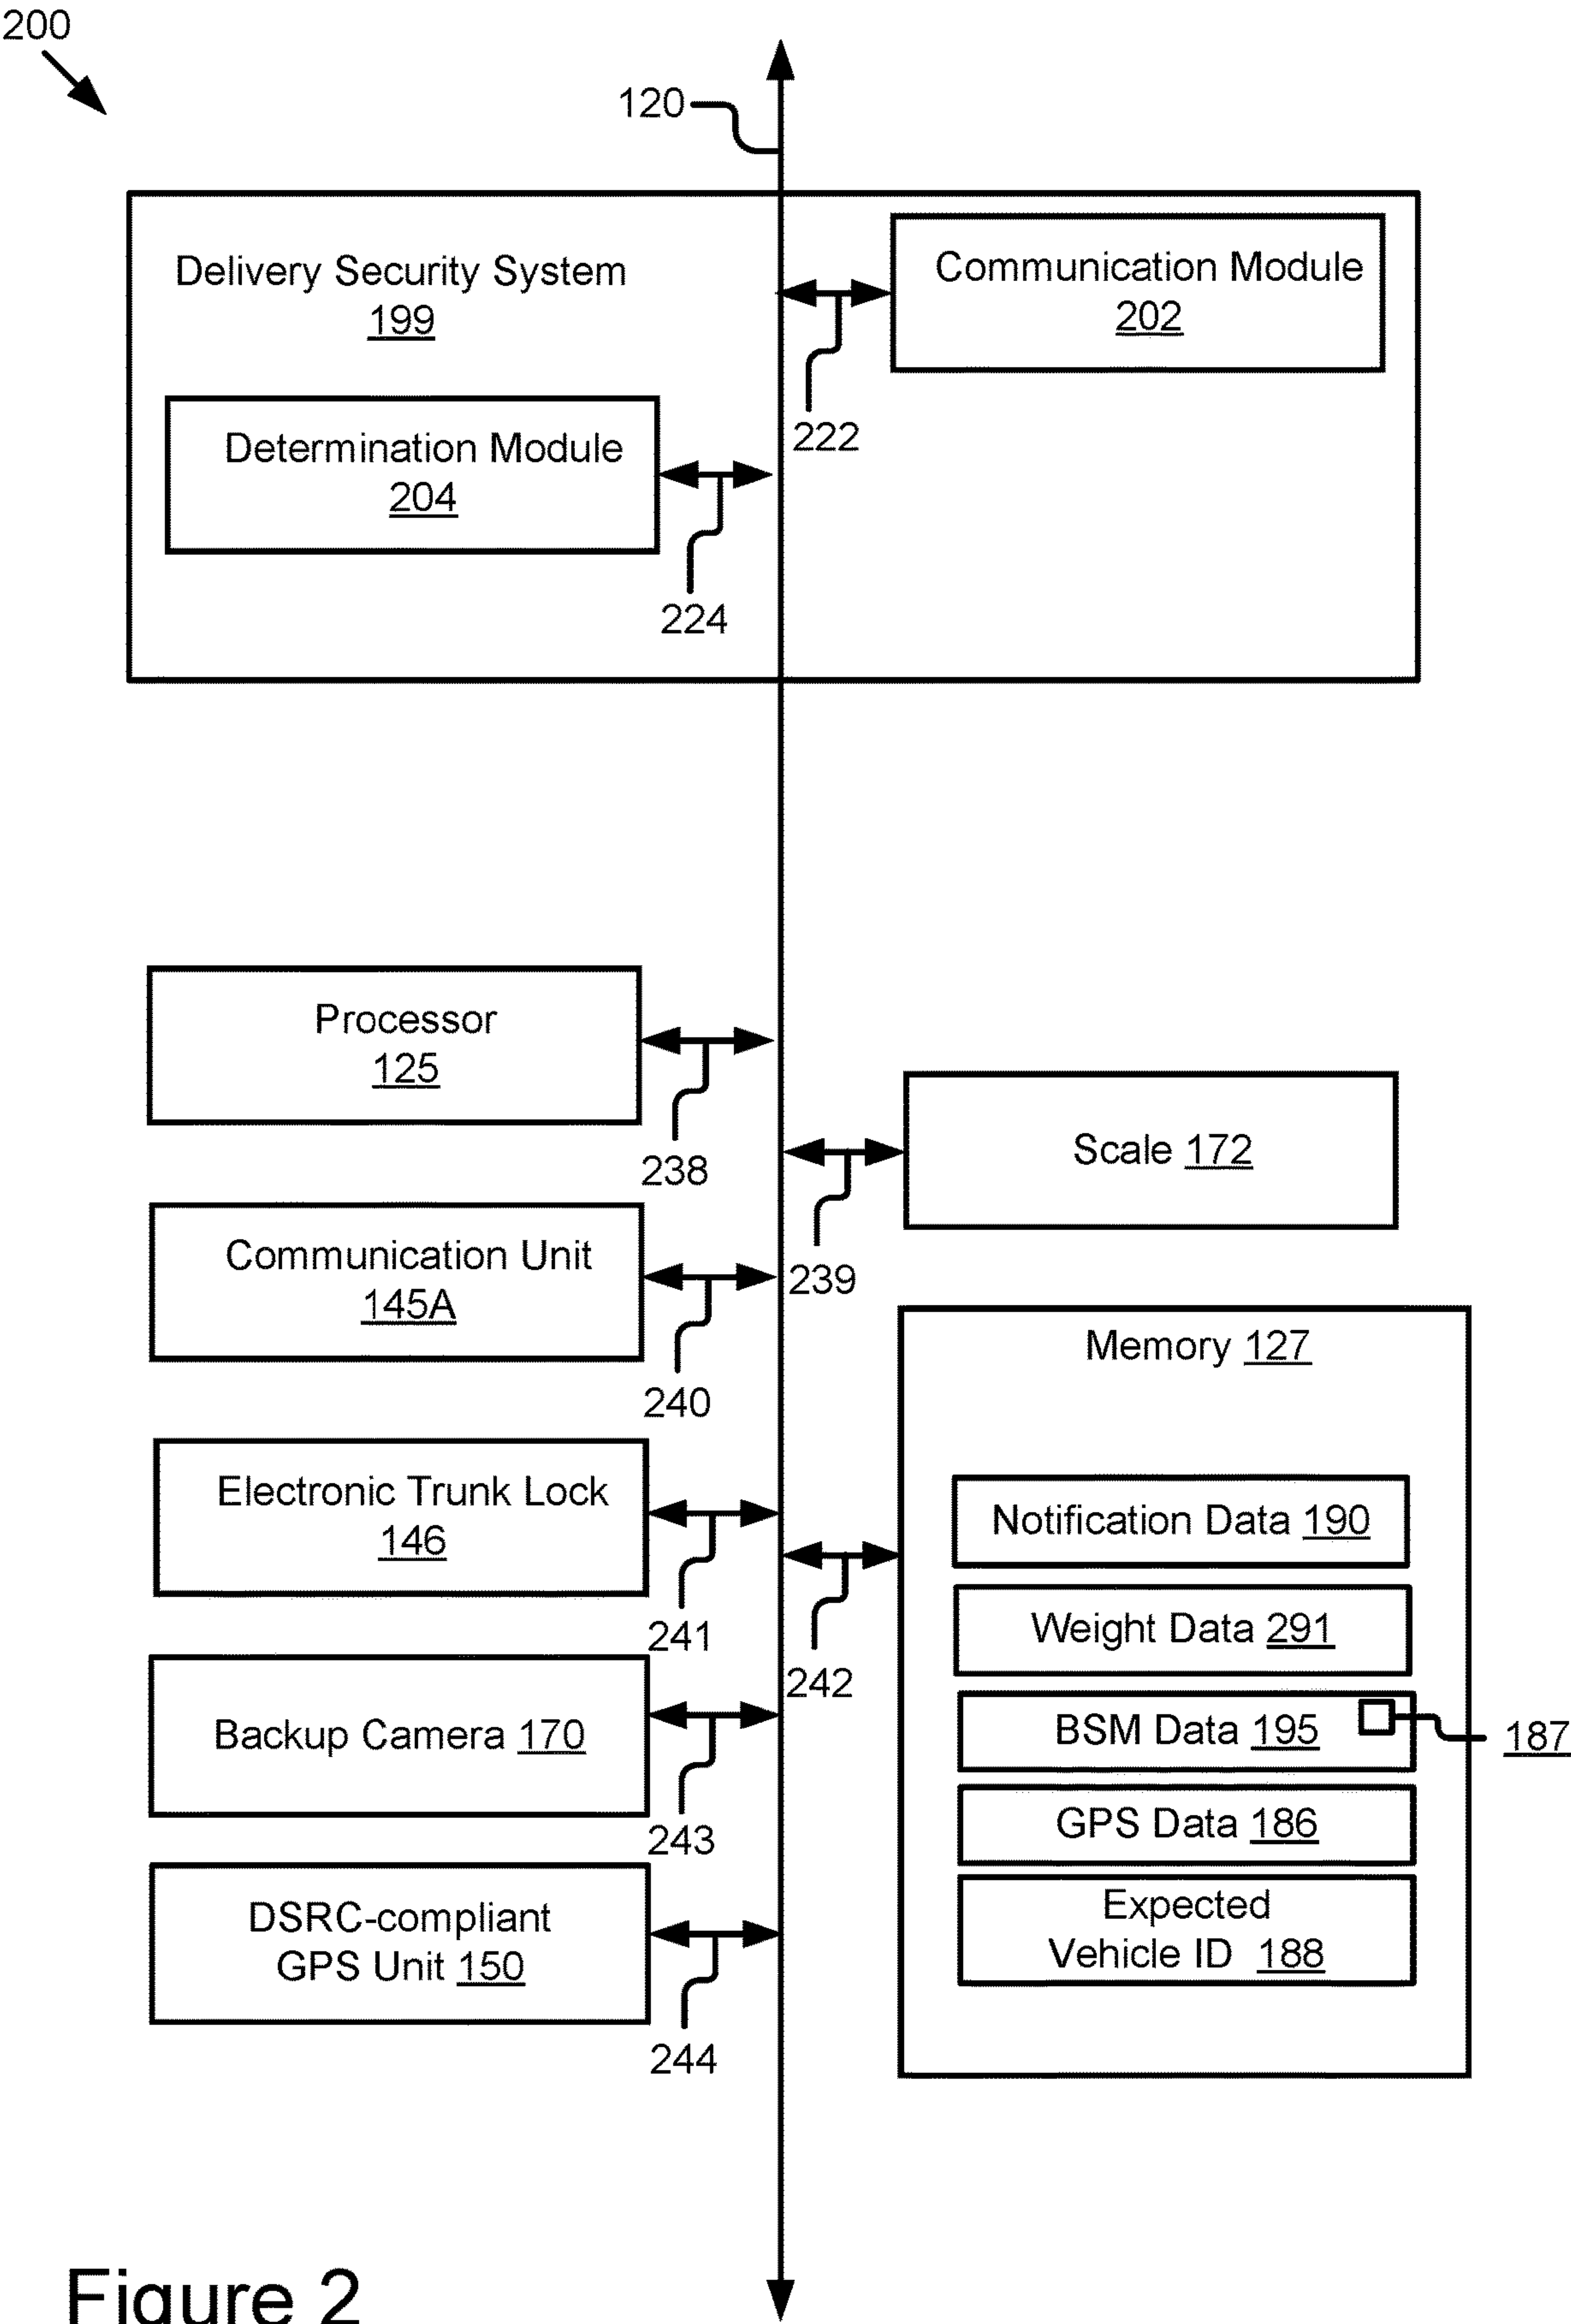 200
120
Delivery Security System
199
Communication Module
202
222
Determination Module
204
224
Processor
125
238
Scale 172
239
Communication Unit
145A
240
Memory 127
Electronic Trunk Lock
146
241
242
Notification Data 190
Weight Data 291
BSM Data 195
187
GPS Data 186
Expected
Vehicle ID 188
Backup Camera 170
243
DSRC-compliant
GPS Unit 150
244
Figure 2